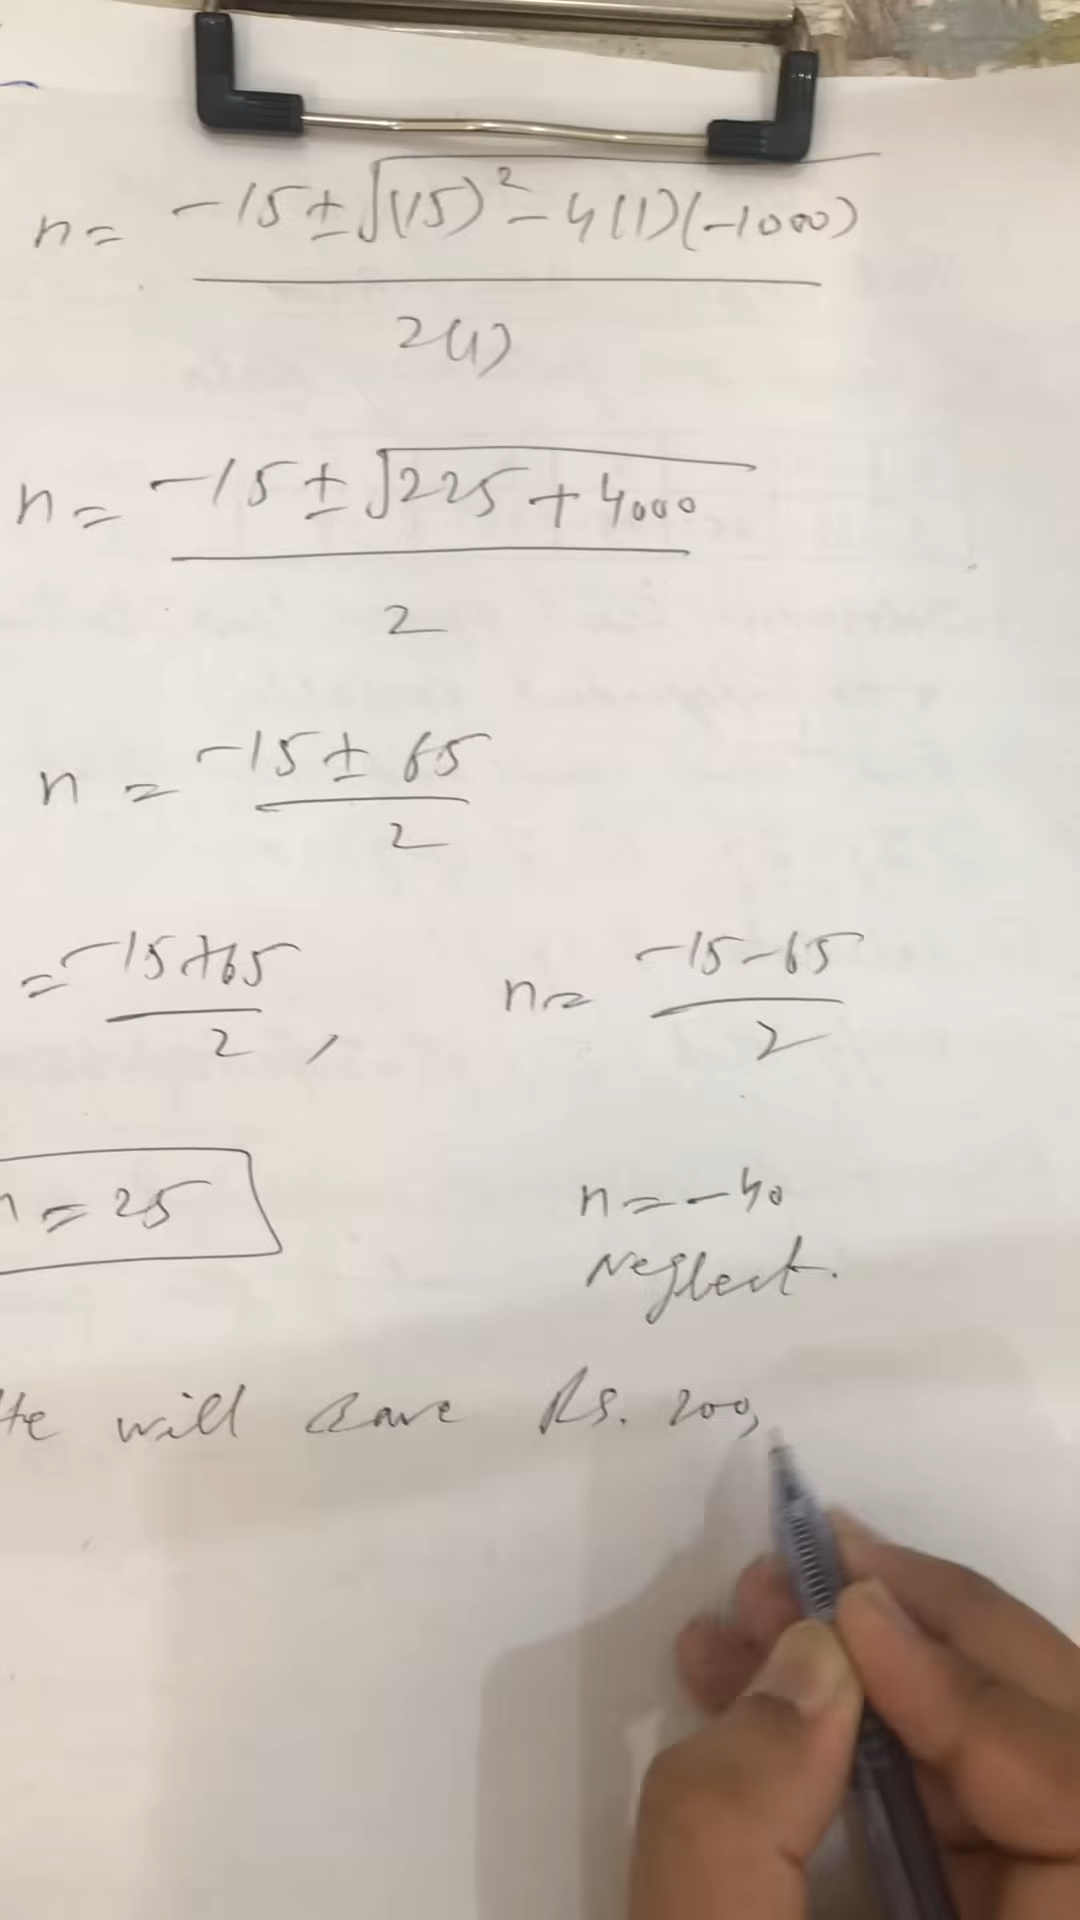 n = -15 ± √(15)² - 4(1)(-1000)
2(1)
n = -15 ± √225 + 4000
2
n = -15 ± 65
2
= -15+65 , n = -15-65
2 2
n = 25 n = -40
Neglect.
He will save Rs. 200,